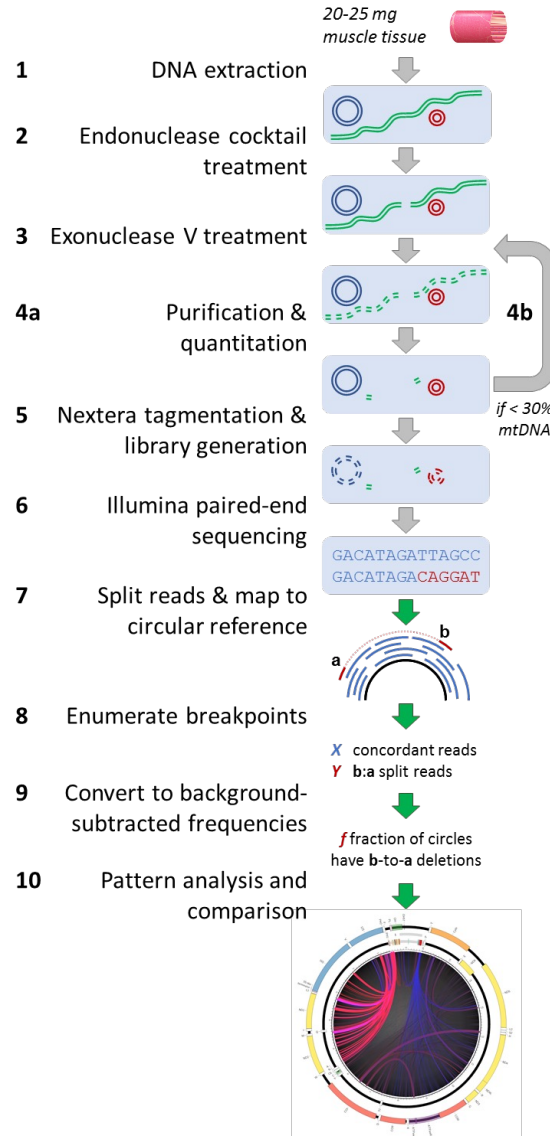 20-25 mg
muscle tissue
1 DNA extraction
2 Endonuclease cocktail
treatment
3 Exonuclease V treatment
4a Purification &
quantitation
4b
if < 30%
mtDNA
5 Nextera tagmentation &
library generation
6 Illumina paired-end
sequencing
GACATAGATTAGCC
GACATAGACAGGAT
7 Split reads & map to
circular reference
a
b
8 Enumerate breakpoints
X concordant reads
Y b:a split reads
9 Convert to background-
subtracted frequencies
f fraction of circles
have b-to-a deletions
10 Pattern analysis and
comparison